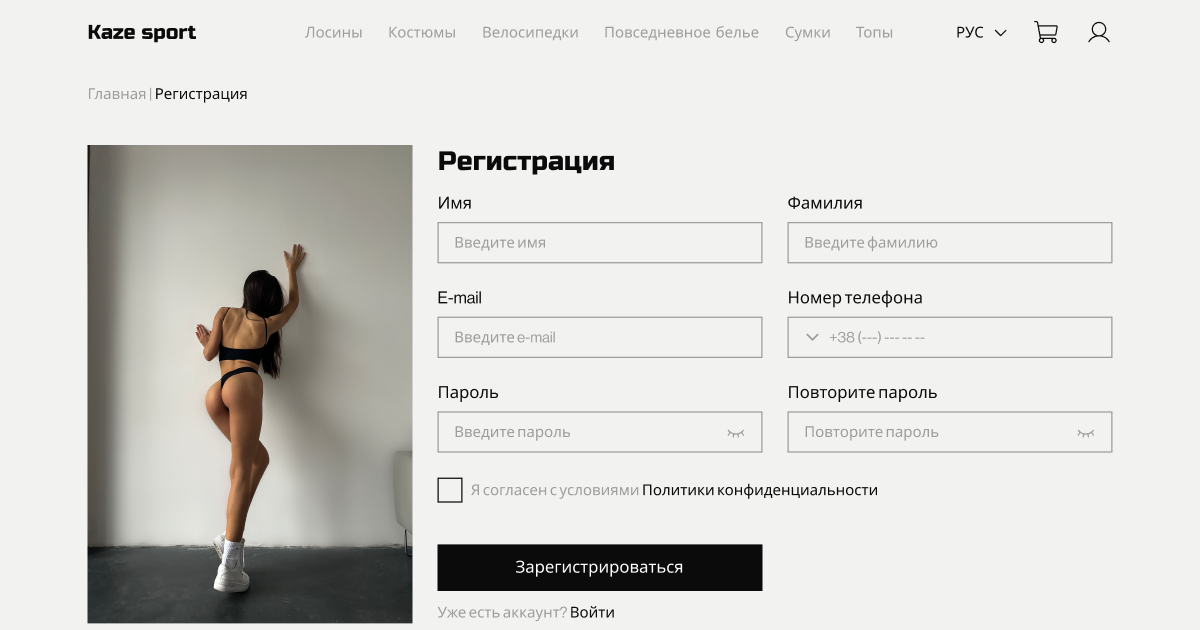 Kaze sport Лосины Костюмы Велосипедки Повседневное белье Сумки Топы РУС
Главная | Регистрация
Регистрация
Имя Фамилия
Введите имя Введите фамилию
E-mail Номер телефона
Введите e-mail +38 (---) --- -- --
Пароль Повторите пароль
Введите пароль Повторите пароль
Я согласен с условиями Политики конфиденциальности
Зарегистрироваться
Уже есть аккаунт? Войти